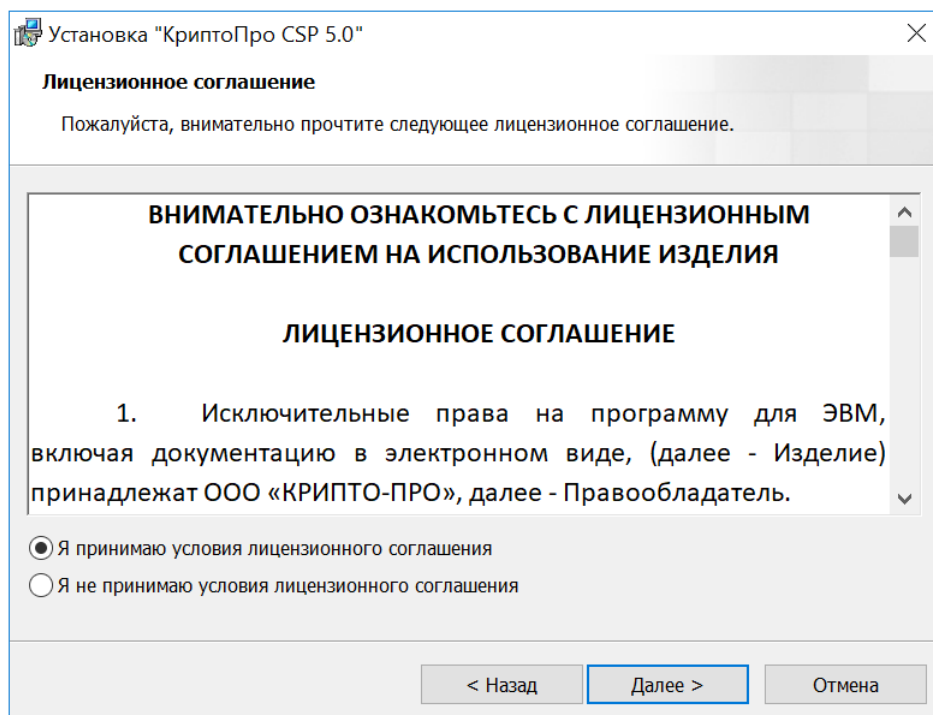 Установка "КриптоПро CSP 5.0"
Лицензионное соглашение
Пожалуйста, внимательно прочтите следующее лицензионное соглашение.
ВНИМАТЕЛЬНО ОЗНАКОМЬТЕСЬ С ЛИЦЕНЗИОННЫМ
СОГЛАШЕНИЕМ НА ИСПОЛЬЗОВАНИЕ ИЗДЕЛИЯ
ЛИЦЕНЗИОННОЕ СОГЛАШЕНИЕ
1. Исключительные права на программу для ЭВМ,
включая документацию в электронном виде, (далее - Изделие)
принадлежат ООО «КРИПТО-ПРО», далее - Правообладатель.
Я принимаю условия лицензионного соглашения
Я не принимаю условия лицензионного соглашения
< Назад
Далее >
Отмена